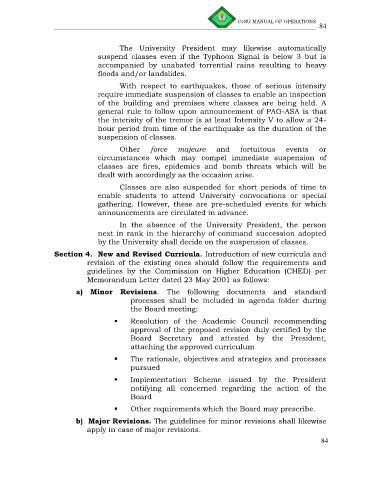 CvSU MANUAL OF OPERATIONS
84
The University President may likewise automatically
suspend classes even if the Typhoon Signal is below 3 but is
accompanied by unabated torrential rains resulting to heavy
floods and/or landslides.
With respect to earthquakes, those of serious intensity
require immediate suspension of classes to enable an inspection
of the building and premises where classes are being held. A
general rule to follow upon announcement of PAG-ASA is that
the intensity of the tremor is at least Intensity V to allow a 24-
hour period from time of the earthquake as the duration of the
suspension of classes.
Other force majeure and fortuitous events or
circumstances which may compel immediate suspension of
classes are fires, epidemics and bomb threats which will be
dealt with accordingly as the occasion arise.
Classes are also suspended for short periods of time to
enable students to attend University convocations or special
gathering. However, these are pre-scheduled events for which
announcements are circulated in advance.
In the absence of the University President, the person
next in rank in the hierarchy of command succession adopted
by the University shall decide on the suspension of classes.
Section 4. New and Revised Curricula. Introduction of new curricula and
revision of the existing ones should follow the requirements and
guidelines by the Commission on Higher Education (CHED) per
Memorandum Letter dated 23 May 2001 as follows:
a) Minor Revisions. The following documents and standard
processes shall be included in agenda folder during
the Board meeting:
▪ Resolution of the Academic Council recommending
approval of the proposed revision duly certified by the
Board Secretary and attested by the President,
attaching the approved curriculum
▪ The rationale, objectives and strategies and processes
pursued
▪ Implementation Scheme issued by the President
notifying all concerned regarding the action of the
Board
▪ Other requirements which the Board may prescribe.
b) Major Revisions. The guidelines for minor revisions shall likewise
apply in case of major revisions.
84